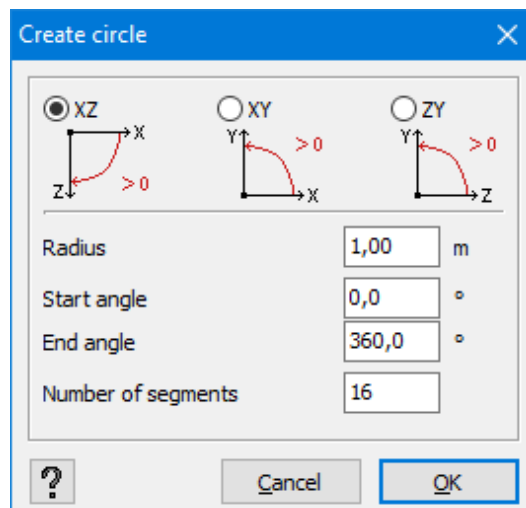 Create circle
XZ XY ZY
X Y > 0 Y > 0
Z > 0 X Z
Radius 1,00 m
Start angle 0,0 °
End angle 360,0 °
Number of segments 16
? Cancel OK